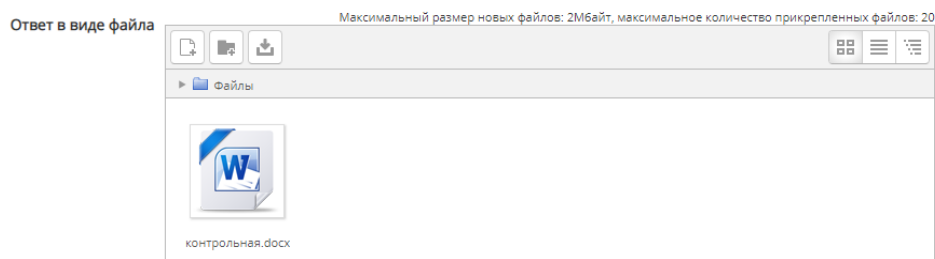 Максимальный размер новых файлов: 2Мбайт, максимальное количество прикрепленных файлов: 20
Ответ в виде файла
Файлы
W
контрольная.docx